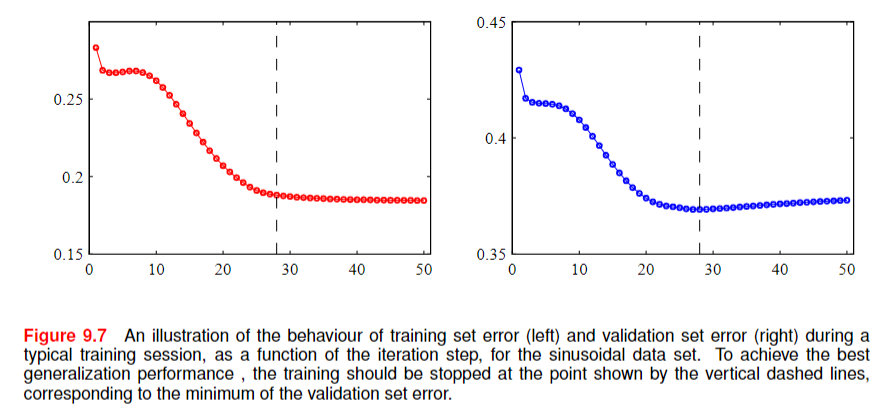 0.25
0.2
0.15
0 10 20 30 40 50
0.45
0.4
0.35
0 10 20 30 40 50
Figure 9.7 An illustration of the behaviour of training set error (left) and validation set error (right) during a
typical training session, as a function of the iteration step, for the sinusoidal data set. To achieve the best
generalization performance , the training should be stopped at the point shown by the vertical dashed lines,
corresponding to the minimum of the validation set error.